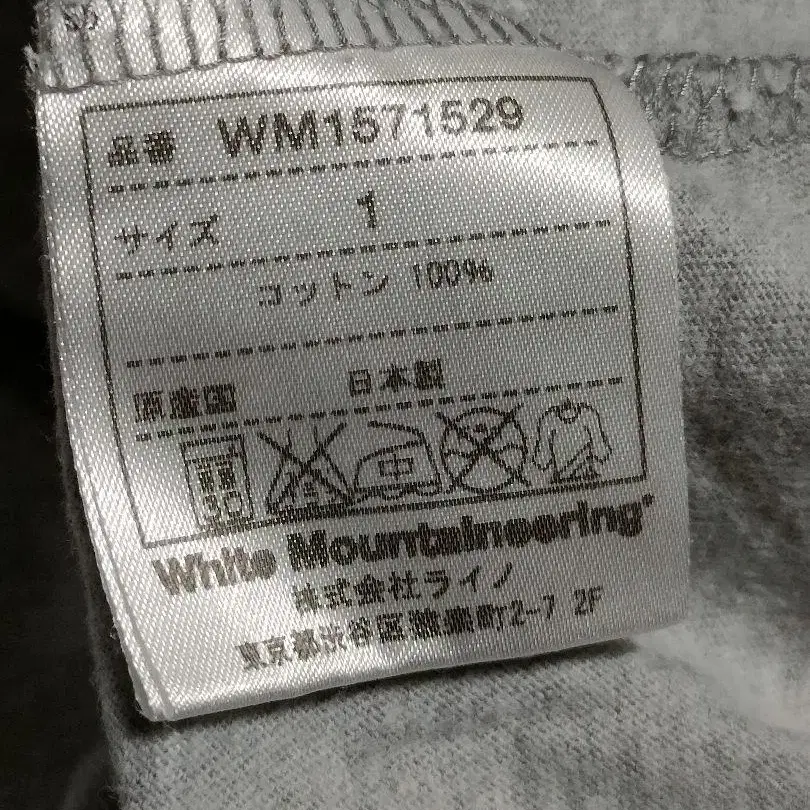 品番 WM1571529
サイズ 1
コットン 100%
原産国 日本製
中
White Mountaineering®
株式会社ライノ
東京都渋谷区猿楽町2-7 2F